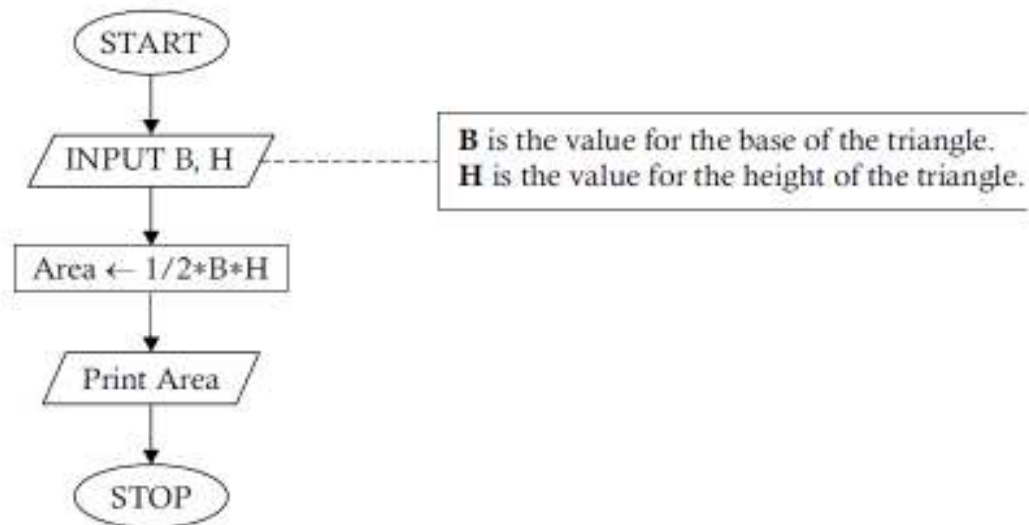 START
INPUT B, H
B is the value for the base of the triangle.
H is the value for the height of the triangle.
Area ← 1/2*B*H
Print Area
STOP